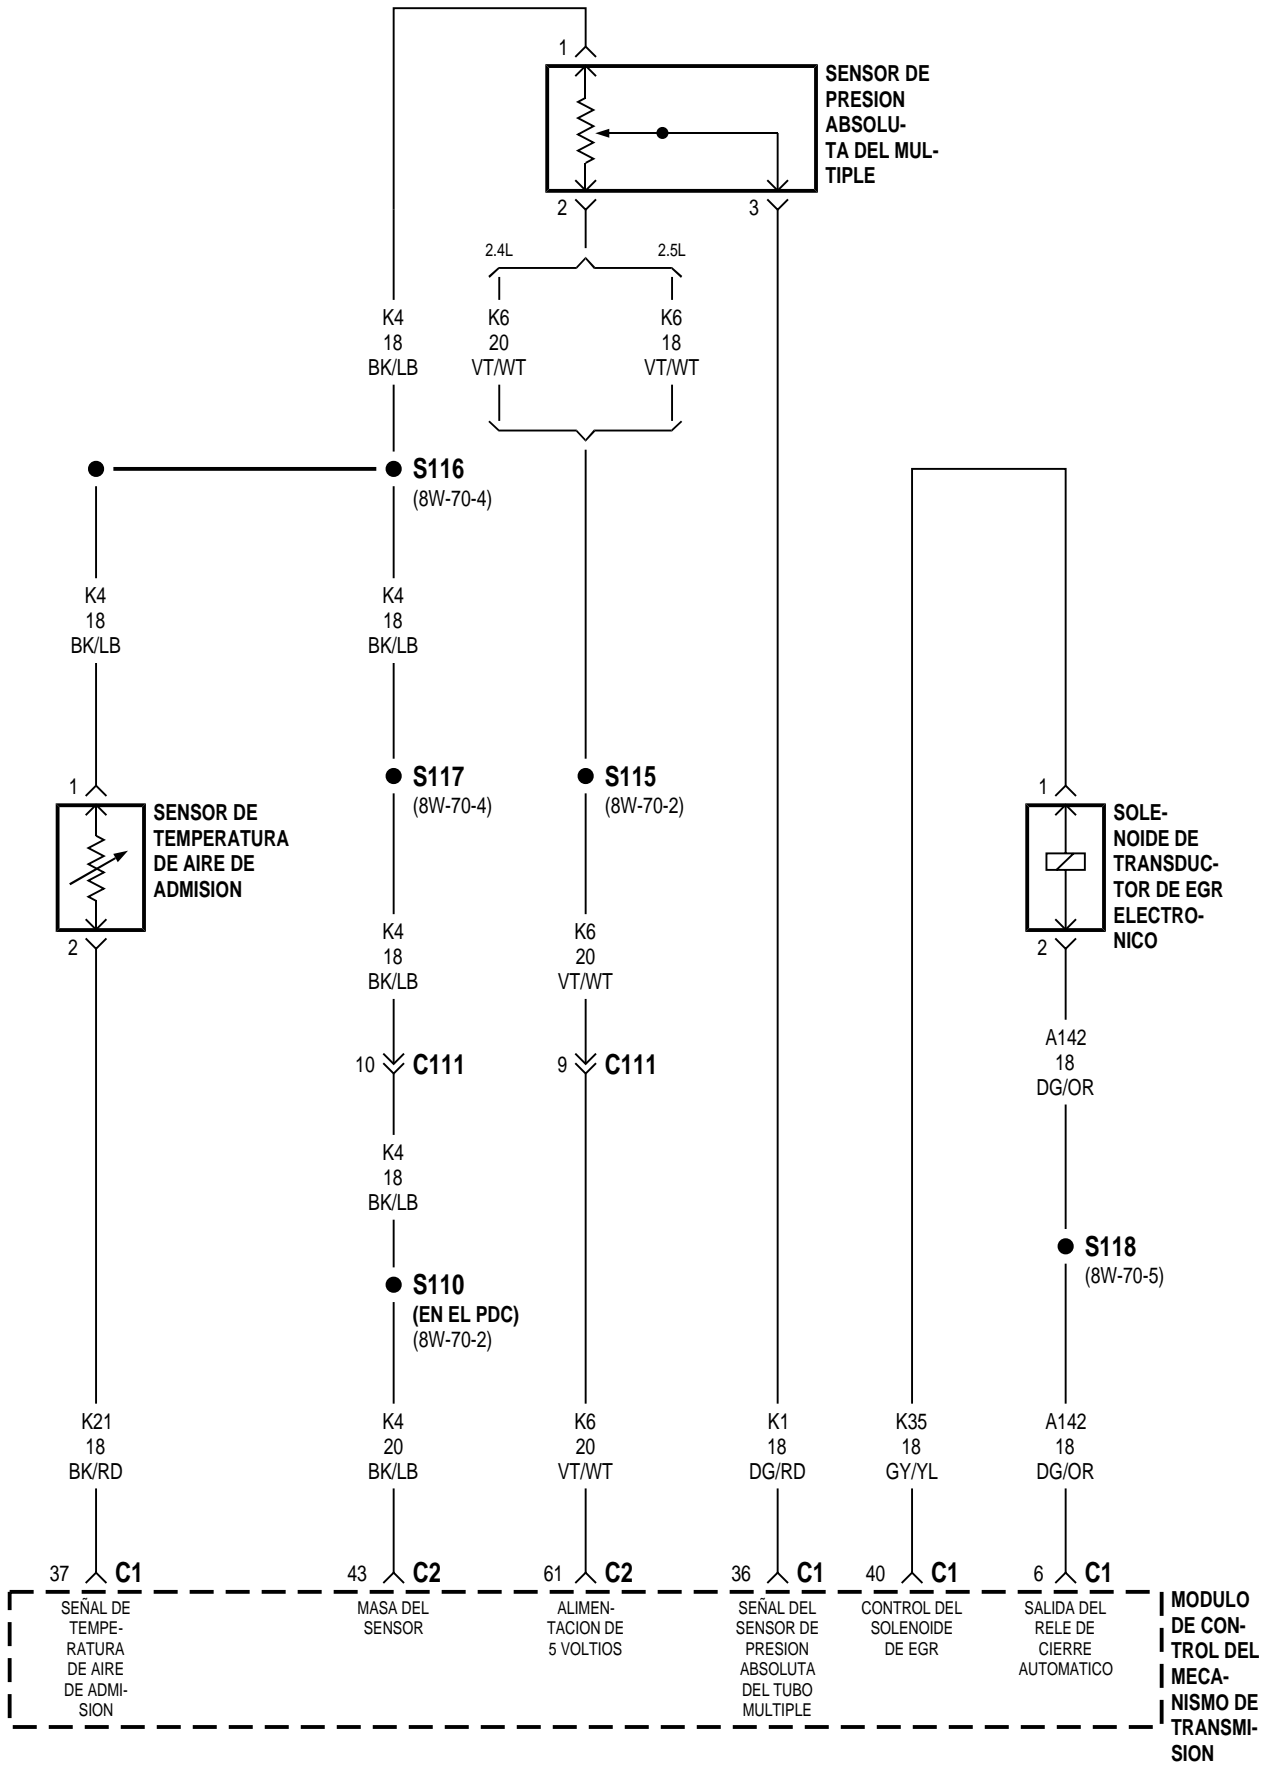 1
SENSOR DE
PRESION
ABSOLU-
TA DEL MUL-
TIPLE
2
3
2.4L
2.5L
K4
18
BK/LB
K6
20
VT/WT
K6
18
VT/WT
S116
(8W-70-4)
K4
18
BK/LB
K4
18
BK/LB
S117
(8W-70-4)
S115
(8W-70-2)
1
SENSOR DE
TEMPERATURA
DE AIRE DE
ADMISION
2
1
SOLE-
NOIDE DE
TRANSDUC-
TOR DE EGR
ELECTRO-
NICO
2
K4
18
BK/LB
K6
20
VT/WT
10
C111
9
C111
A142
18
DG/OR
K4
18
BK/LB
S118
(8W-70-5)
S110
(EN EL PDC)
(8W-70-2)
K21
18
BK/RD
K4
20
BK/LB
K6
20
VT/WT
K1
18
DG/RD
K35
18
GY/YL
A142
18
DG/OR
37
C1
43
C2
61
C2
36
C1
40
C1
6
C1
SEÑAL DE
TEMPE-
RATURA
DE AIRE
DE ADMI-
SION
MASA DEL
SENSOR
ALIMEN-
TACION DE
5 VOLTIOS
SEÑAL DEL
SENSOR DE
PRESION
ABSOLUTA
DEL TUBO
MULTIPLE
CONTROL DEL
SOLENOIDE
DE EGR
SALIDA DEL
RELE DE
CIERRE
AUTOMATICO
MODULO
DE CON-
TROL DEL
MECA-
NISMO DE
TRANSMI-
SION